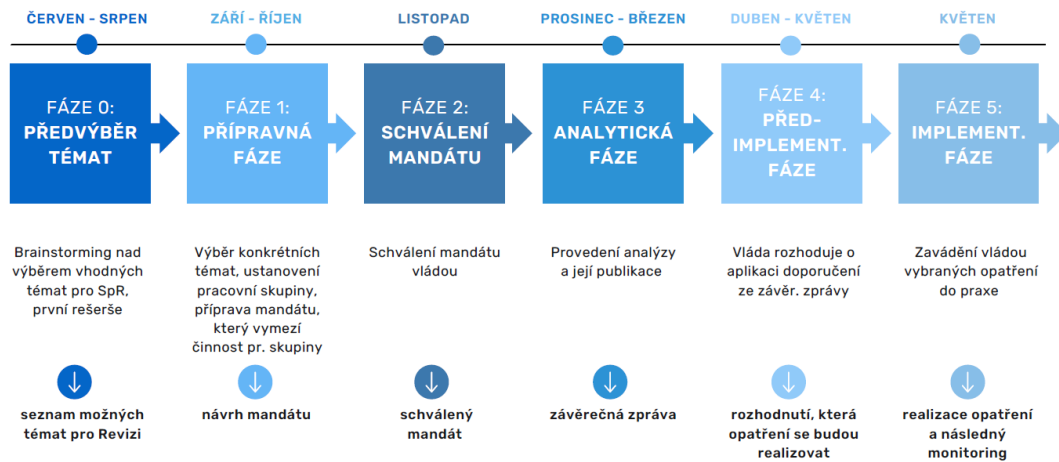 ČERVEN - SRPEN
ZÁŘÍ - ŘÍJEN
LISTOPAD
PROSINEC - BŘEZEN
DUBEN - KVĚTEN
KVĚTEN
FÁZE 0:
PŘEDVÝBĚR
TÉMAT
FÁZE 1:
PŘÍPRAVNÁ
FÁZE
FÁZE 2:
SCHVÁLENÍ
MANDÁTU
FÁZE 3
ANALYTICKÁ
FÁZE
FÁZE 4:
PŘED-
IMPLEMENT.
FÁZE
FÁZE 5:
IMPLEMENT.
FÁZE
Brainstorming nad
výběrem vhodných
témat pro SpR,
první rešerše
Výběr konkrétních
témat, ustanovení
pracovní skupiny,
příprava mandátu,
který vymezí
činnost pr. skupiny
Schválení mandátu
vládou
Provedení analýzy
a její publikace
Vláda rozhoduje o
aplikaci doporučení
ze závěr. zprávy
Zavádění vládou
vybraných opatření
do praxe
seznam možných
témat pro Revizi
návrh mandátu
schválený
mandát
závěrečná zpráva
rozhodnutí, která
opatření se budou
realizovat
realizace opatření
a následný
monitoring